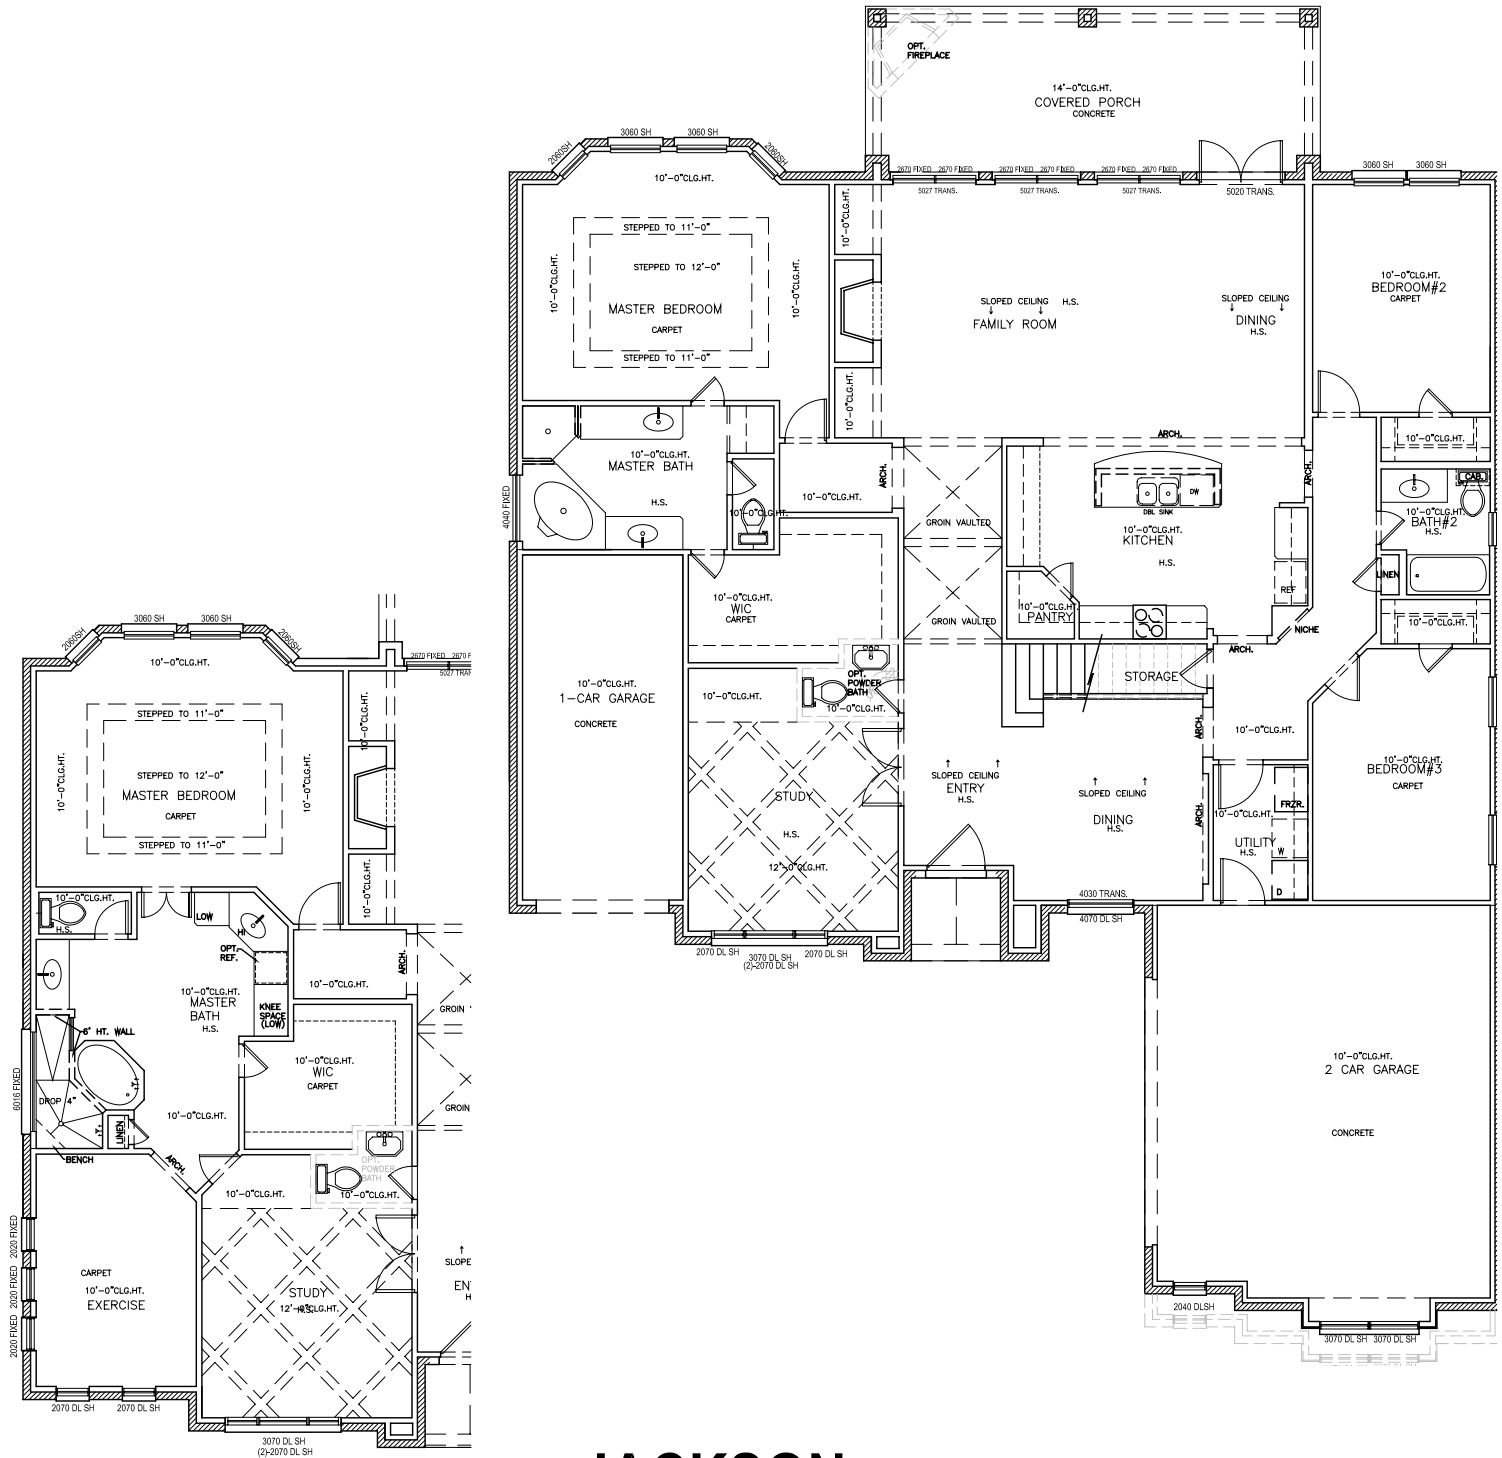 OPT.
FIREPLACE
14'-0"CLG.HT.
COVERED PORCH
CONCRETE
3060 SH
3060 SH
2060SH
2060SH
2670 FIXED
2670 FIXED
2670 FIXED
2670 FIXED
2670 FIXED
2670 FIXED
5027 TRANS.
5027 TRANS.
5027 TRANS.
5020 TRANS.
3060 SH
3060 SH
10'-0"CLG.HT.
STEPPED TO 11'-0"
STEPPED TO 12'-0"
MASTER BEDROOM
CARPET
STEPPED TO 11'-0"
10'-0"CLG.HT.
10'-0"CLG.HT.
10'-0"CLG.HT.
10'-0"CLG.HT.
SLOPED CEILING
H.S.
FAMILY ROOM
SLOPED CEILING
DINING
H.S.
10'-0"CLG.HT.
BEDROOM#2
CARPET
10'-0"CLG.HT.
MASTER BATH
H.S.
4040 FIXED
10'-0"CLG.HT.
10'-0"CLG.HT.
ARCH.
GROIN VAULTED
GROIN VAULTED
ARCH.
ARCH.
DW
DBL SINK
10'-0"CLG.HT.
KITCHEN
H.S.
REF
10'-0"CLG.HT.
PANTRY
NICHE
ARCH.
10'-0"CLG.HT.
CAB.
10'-0"CLG.HT.
BATH#2
H.S.
LINEN
10'-0"CLG.HT.
10'-0"CLG.HT.
WIC
CARPET
10'-0"CLG.HT.
1-CAR GARAGE
CONCRETE
OPT.
POWDER
BATH
10'-0"CLG.HT.
10'-0"CLG.HT.
STUDY
H.S.
12'-0"CLG.HT.
STORAGE
SLOPED CEILING
ENTRY
H.S.
SLOPED CEILING
DINING
H.S.
ARCH.
ARCH.
10'-0"CLG.HT.
10'-0"CLG.HT.
BEDROOM#3
CARPET
FRZR.
10'-0"CLG.HT.
UTILITY
H.S.
W
D
4030 TRANS.
4070 DL SH
2070 DL SH
3070 DL SH
(2)-2070 DL SH
2070 DL SH
10'-0"CLG.HT.
2 CAR GARAGE
CONCRETE
2040 DLSH
3070 DL SH
3070 DL SH
3060 SH
3060 SH
2060SH
2060SH
2670 FIXED
2670 F
5027 TRAN
10'-0"CLG.HT.
STEPPED TO 11'-0"
STEPPED TO 12'-0"
MASTER BEDROOM
CARPET
STEPPED TO 11'-0"
10'-0"CLG.HT.
10'-0"CLG.HT.
10'-0"CLG.HT.
10'-0"CLG.HT.
10'-0"CLG.HT.
H.S.
LOW
HI
OPT.
REF.
KNEE
SPACE
(LOW)
10'-0"CLG.HT.
MASTER
BATH
H.S.
6' HT. WALL
DROP 4"
6016 FIXED
LINEN
BENCH
10'-0"CLG.HT.
ARCH.
10'-0"CLG.HT.
ARCH.
GROIN
GROIN
10'-0"CLG.HT.
WIC
CARPET
OPT.
POWDER
BATH
10'-0"CLG.HT.
10'-0"CLG.HT.
CARPET
10'-0"CLG.HT.
EXERCISE
2020 FIXED
2020 FIXED
2020 FIXED
STUDY
H.S.
12'-0"CLG.HT.
SLOPE
EN
H
2070 DL SH
2070 DL SH
3070 DL SH
(2)-2070 DL SH
JACKSON